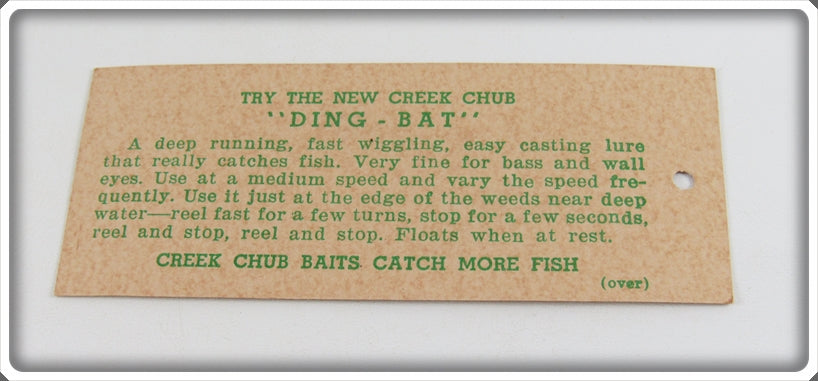 TRY THE NEW CREEK CHUB
"DING - BAT"
A deep running, fast wiggling, easy casting lure
that really catches fish. Very fine for bass and wall
eyes. Use at a medium speed and vary the speed fre-
quently. Use it just at the edge of the weeds near deep
water—reel fast for a few turns, stop for a few seconds,
reel and stop, reel and stop. Floats when at rest.
CREEK CHUB BAITS CATCH MORE FISH
(over)